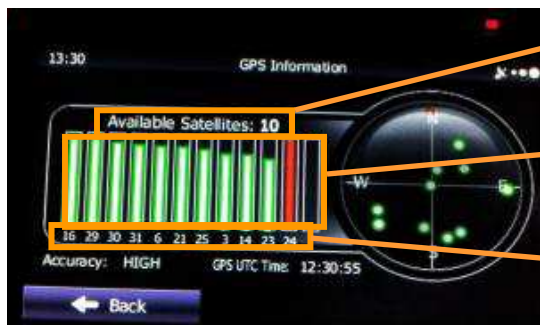 13:30
GPS Information
Available Satellites: 10
N
W
E
S
16 29 30 31 6 21 25 3 14 23 24
Accuracy: HIGH
GPS UTC Time: 12:30:55
Back